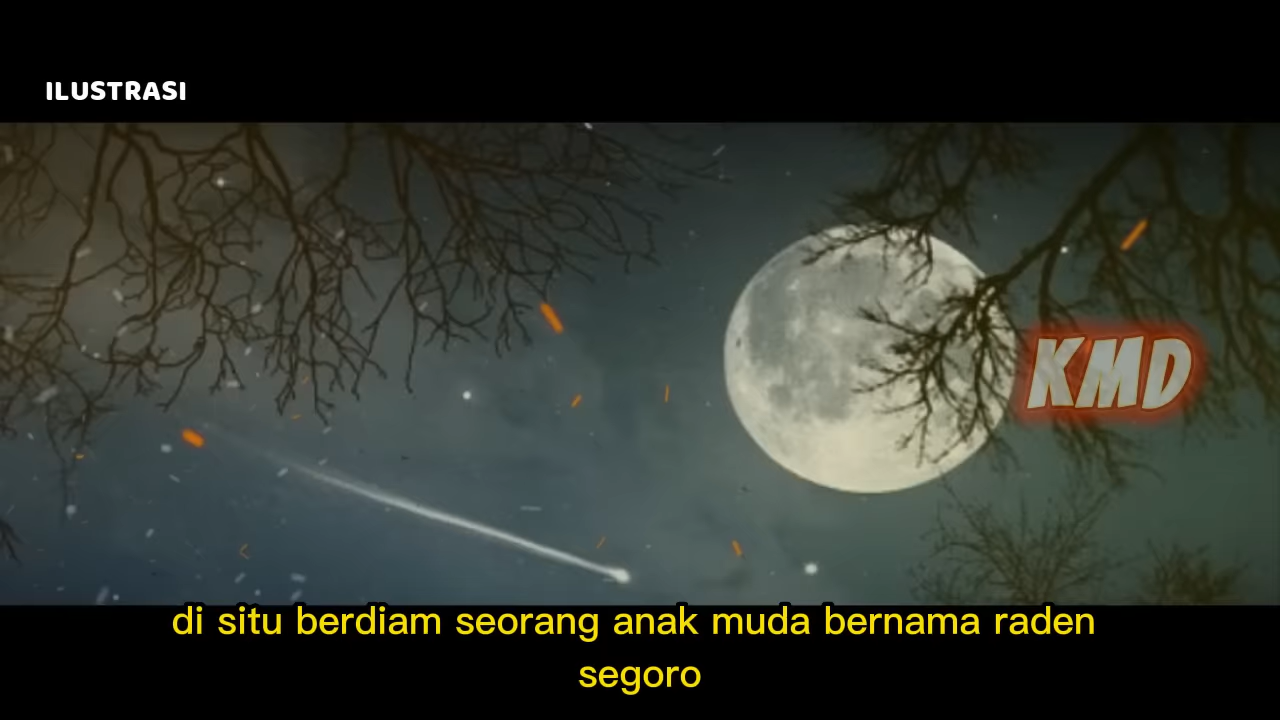 ILUSTRASI
KMD
di situ berdiam seorang anak muda bernama raden
segoro